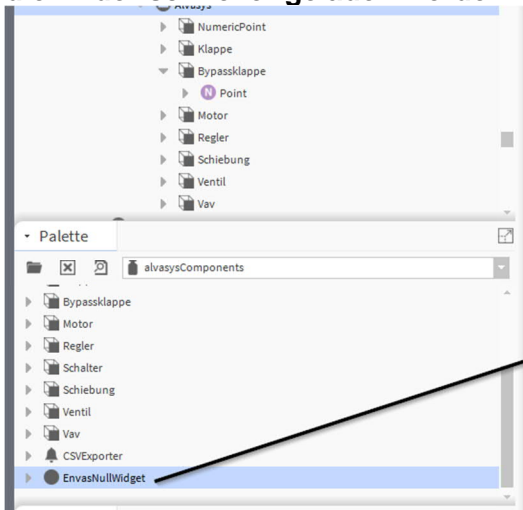 Alvasys
NumericPoint
Klappe
Bypassklappe
N Point
Motor
Regler
Schiebung
Ventil
Vav
Palette
alvasysComponents
Bypassklappe
Motor
Regler
Schalter
Schiebung
Ventil
Vav
CSVExporter
EnvasNullWidget